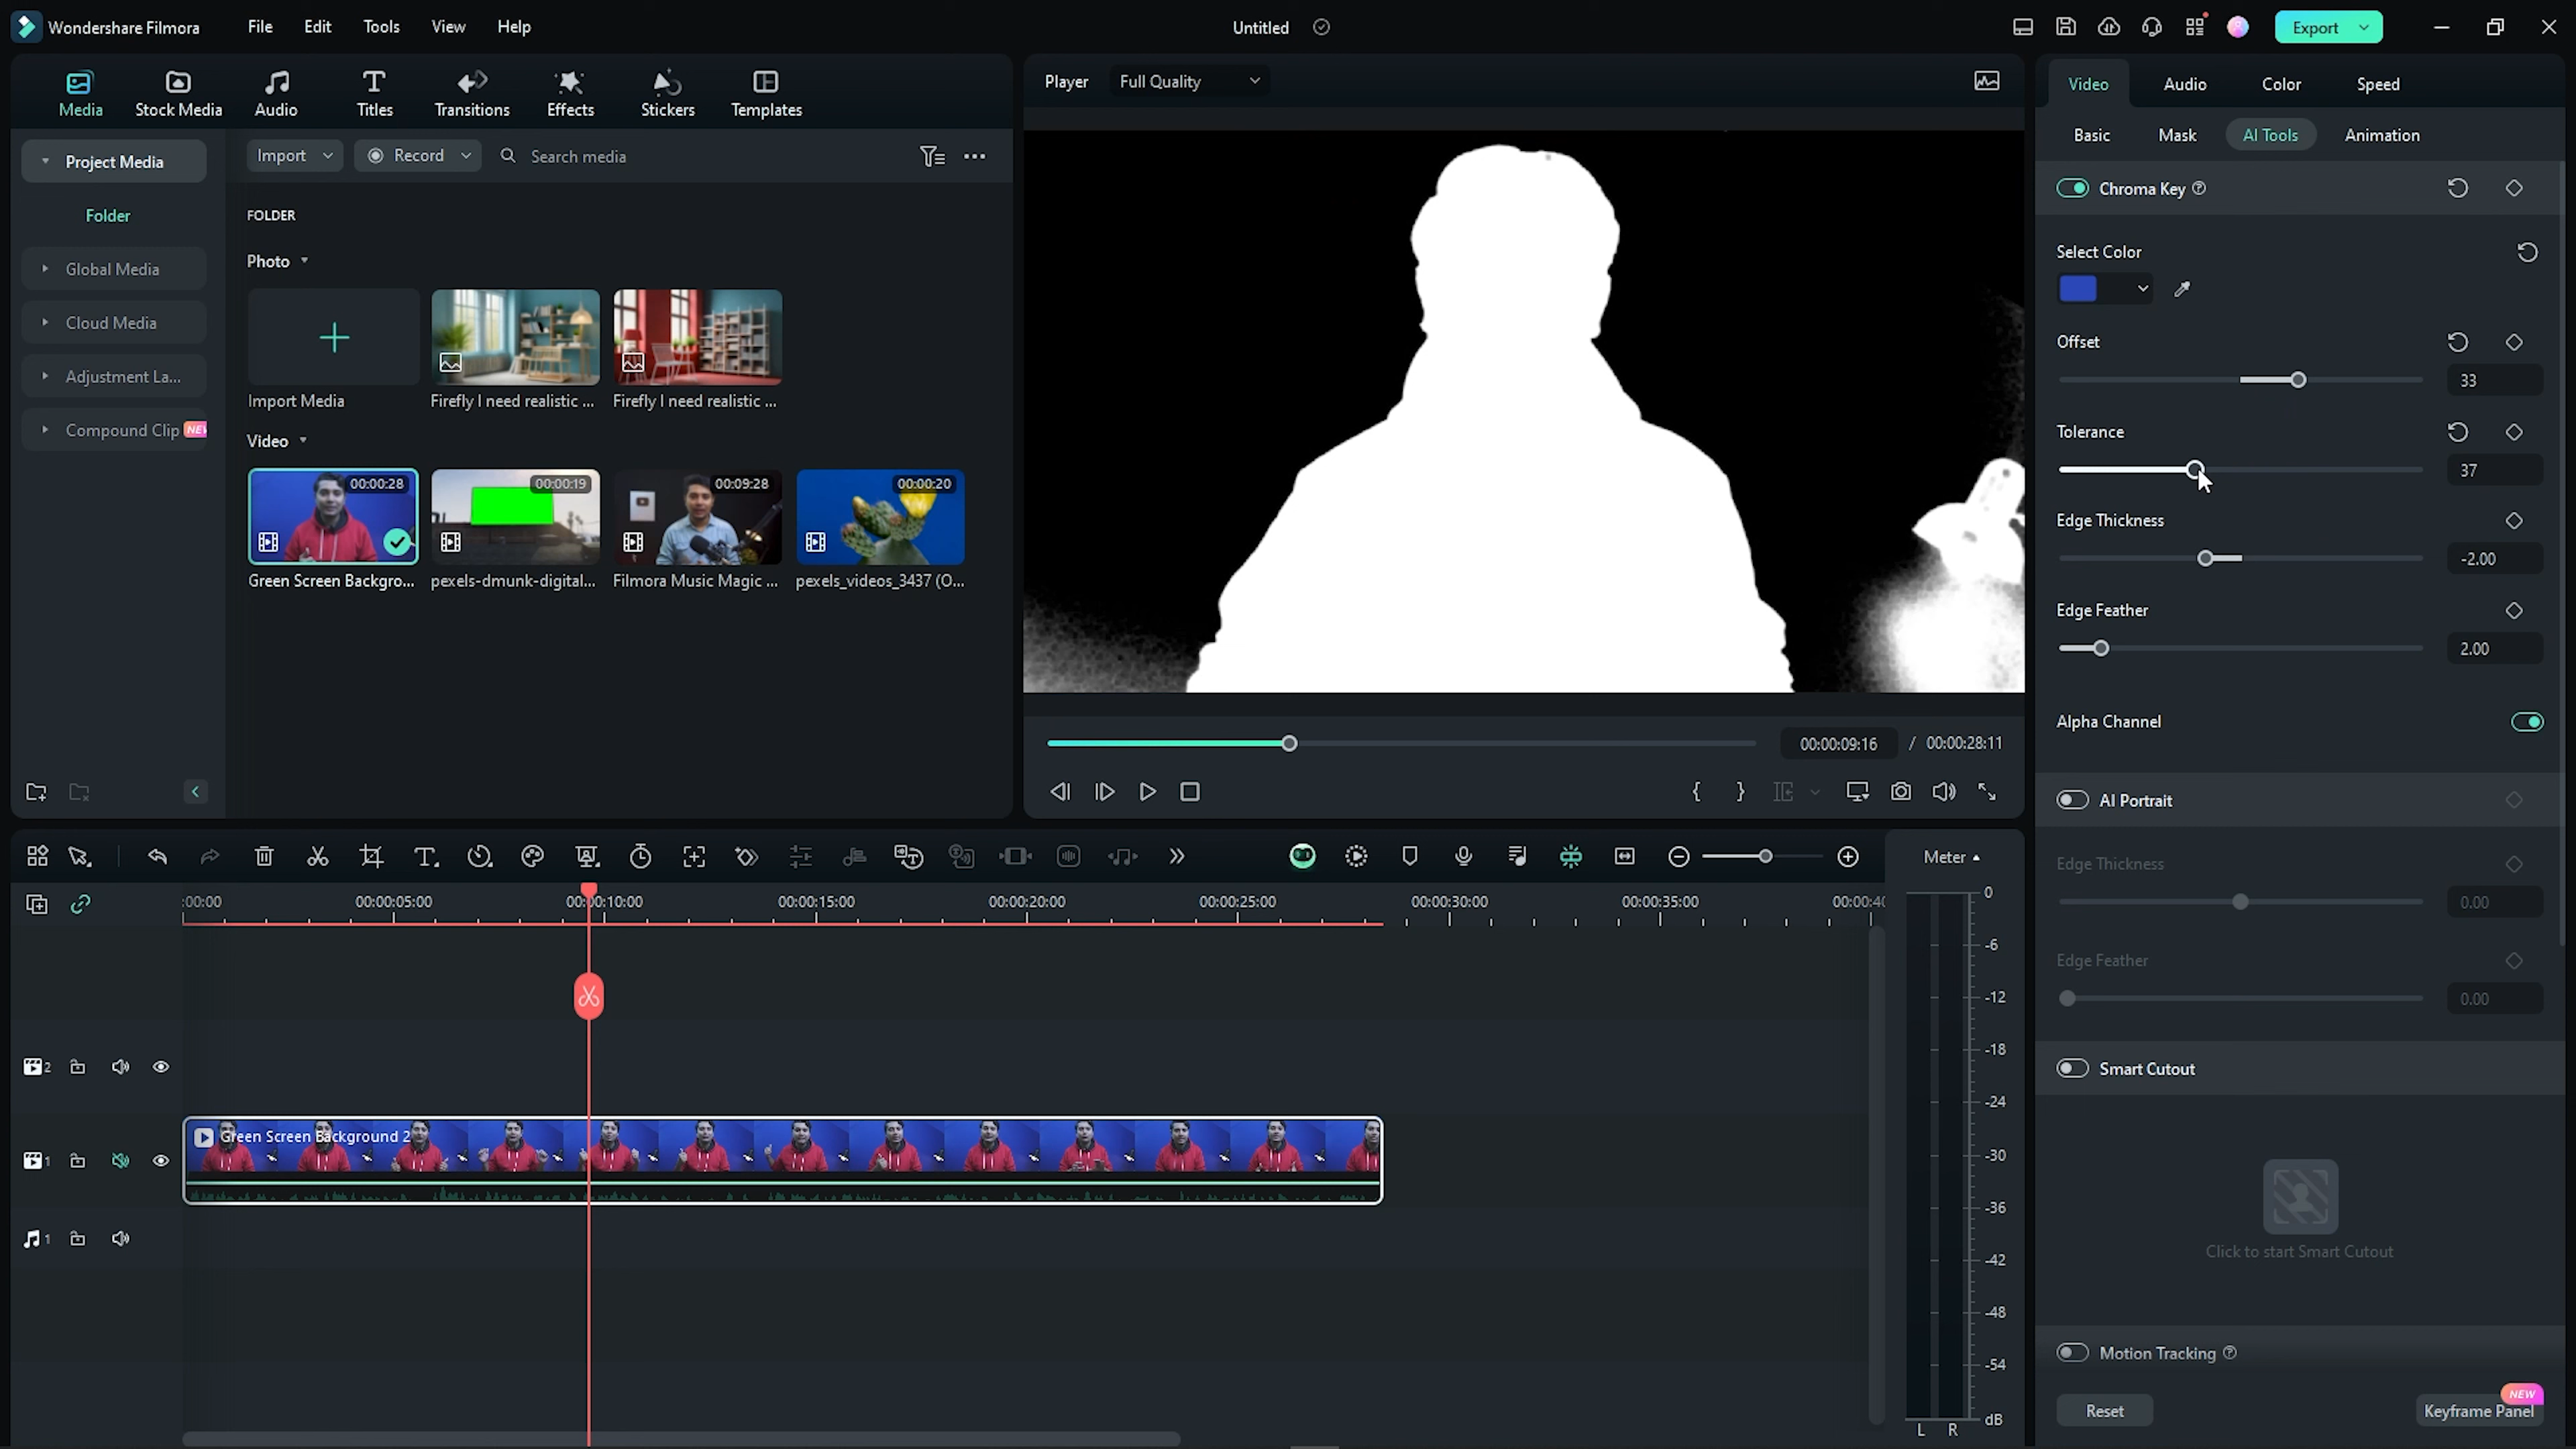 Wondershare Filmora File Edit Tools View Help Untitled Export
Media Stock Media Audio Titles Transitions Effects Stickers Templates
Player Full Quality
Video Audio Color Speed
Basic Mask AI Tools Animation
Project Media
Folder
Global Media
Cloud Media
Adjustment La...
Compound Clip
Import Record Search media
FOLDER
Photo
Import Media Firefly I need realistic ... Firefly I need realistic ...
Video
00:00:28 00:00:19 00:09:28 00:00:20
Green Screen Backgro... pexels-dmunk-digital... Filmora Music Magic ... pexels_videos_3437 (O...
00:00:09:16 / 00:00:28:11
Chroma Key
Select Color
Offset
33
Tolerance
37
Edge Thickness
-2.00
Edge Feather
2.00
Alpha Channel
AI Portrait
Edge Thickness
0.00
Edge Feather
0.00
Smart Cutout
Click to start Smart Cutout
Motion Tracking
NEW
Reset Keyframe Panel
Meter
:00:00 00:00:05:00 00:00:10:00 00:00:15:00 00:00:20:00 00:00:25:00 00:00:30:00 00:00:35:00
0
-6
-12
-18
-24
-30
-36
-42
-48
-54
dB
L R
2
Green Screen Background 2
1
1